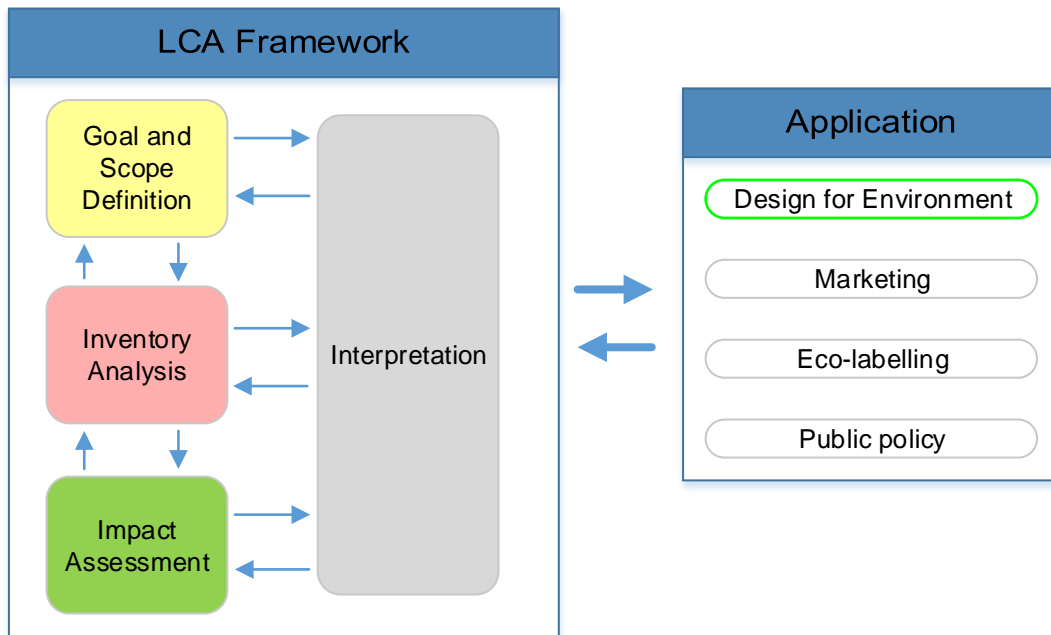 LCA Framework
Goal and
Scope
Definition
Inventory
Analysis
Impact
Assessment
Interpretation
Application
Design for Environment
Marketing
Eco-labelling
Public policy